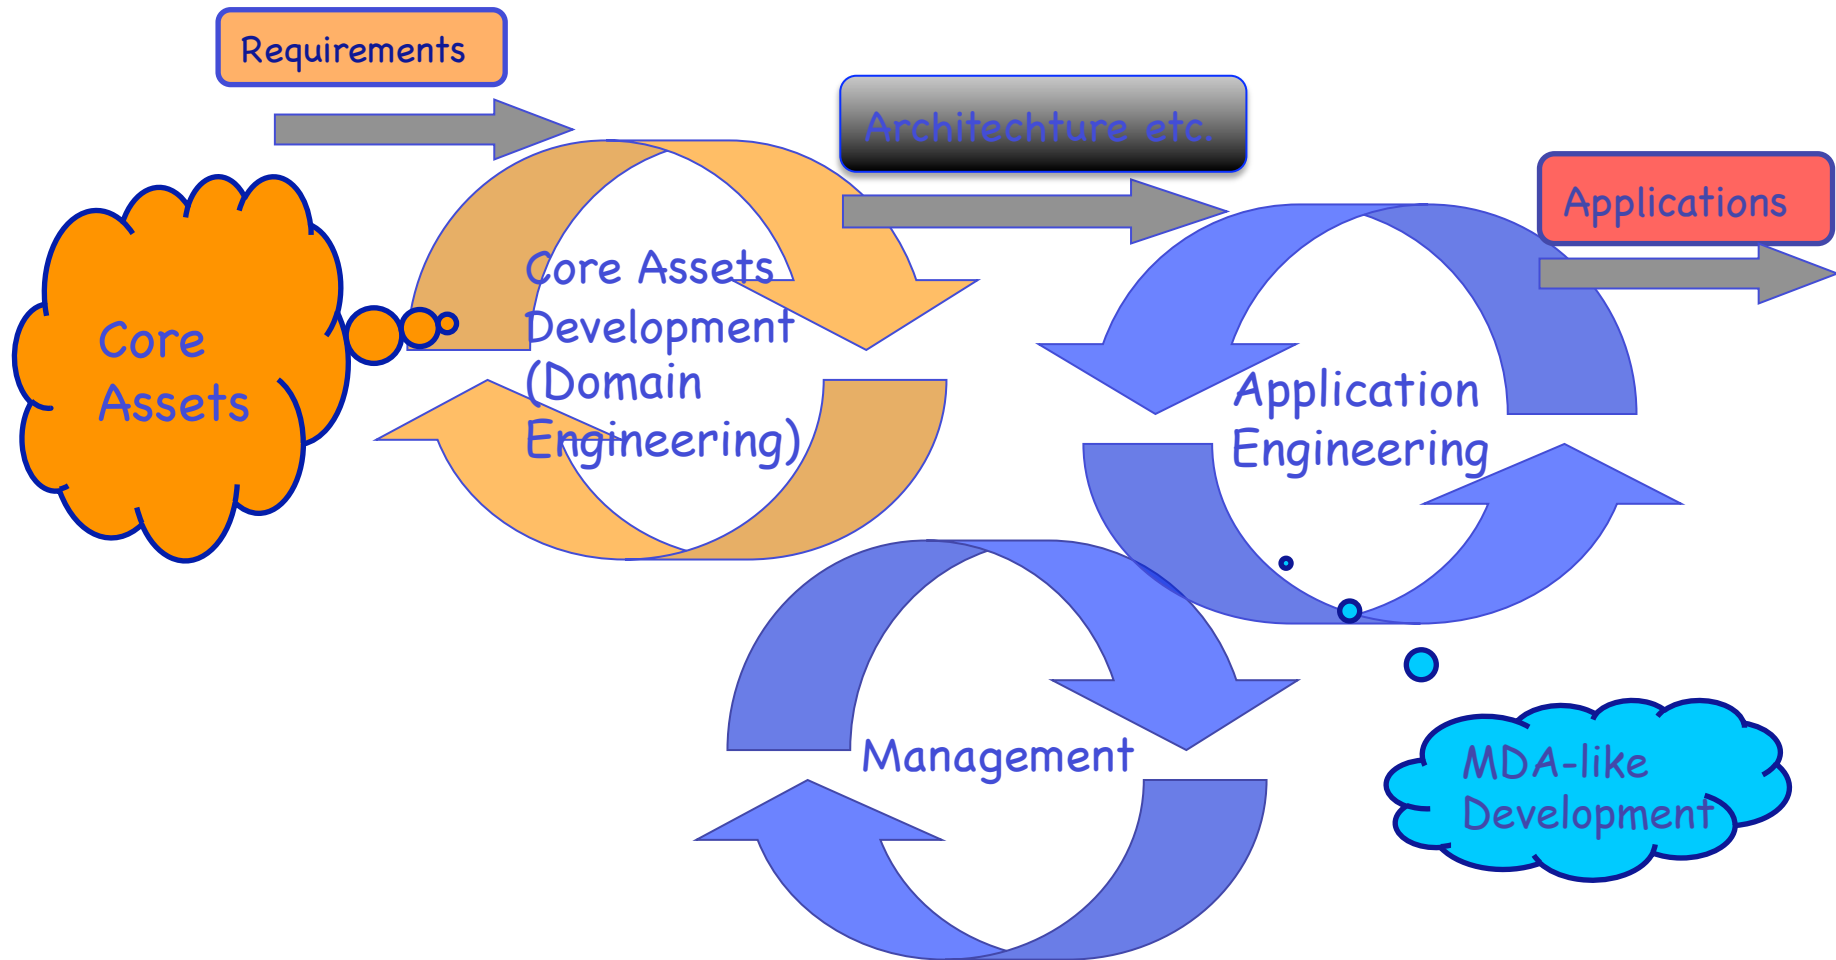 Requirements
Architechture etc.
Applications
Core
Assets
Core Assets
Development
(Domain
Engineering)
Application
Engineering
Management
MDA-like
Development